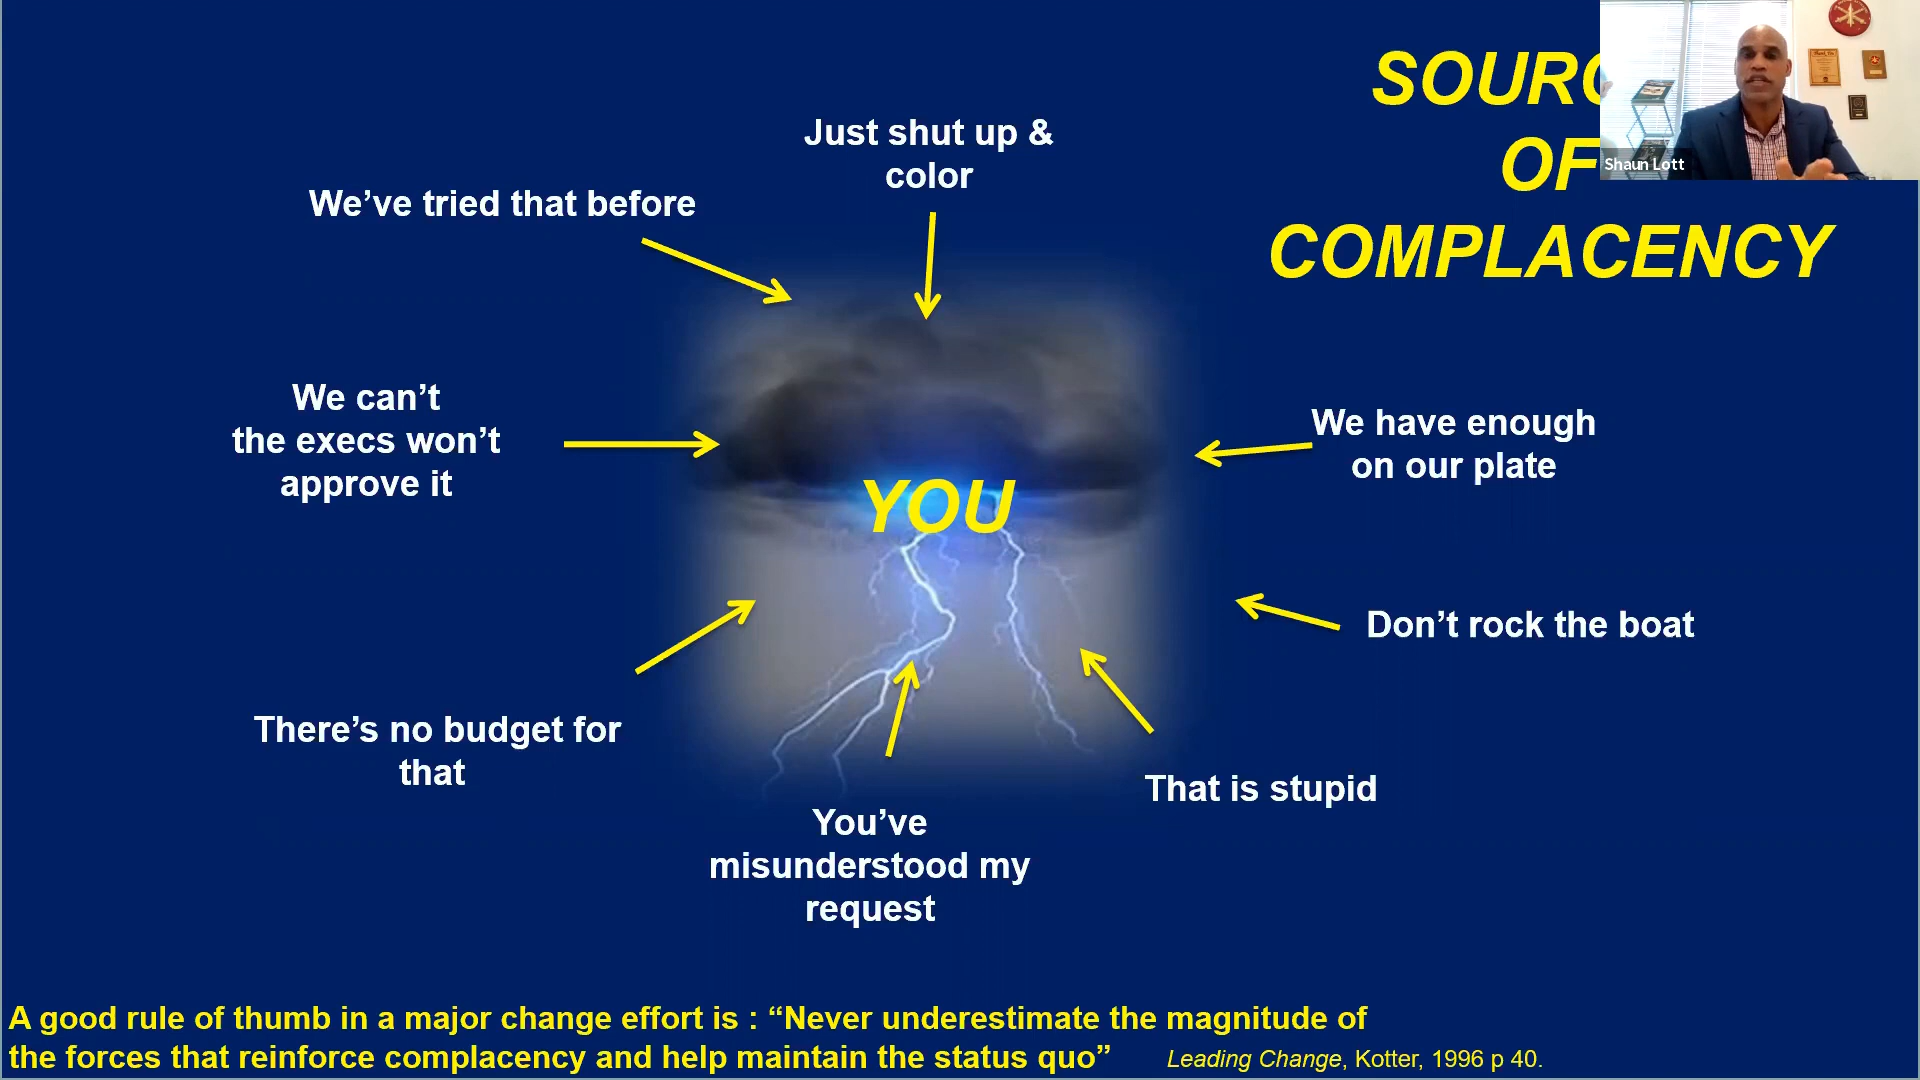 SOURC
OF
COMPLACENCY
Shaun Lott
Just shut up &
color
We’ve tried that before
We can’t
the execs won’t
approve it
We have enough
on our plate
YOU
Don’t rock the boat
There’s no budget for
that
That is stupid
You’ve
misunderstood my
request
A good rule of thumb in a major change effort is : “Never underestimate the magnitude of
the forces that reinforce complacency and help maintain the status quo” Leading Change, Kotter, 1996 p 40.